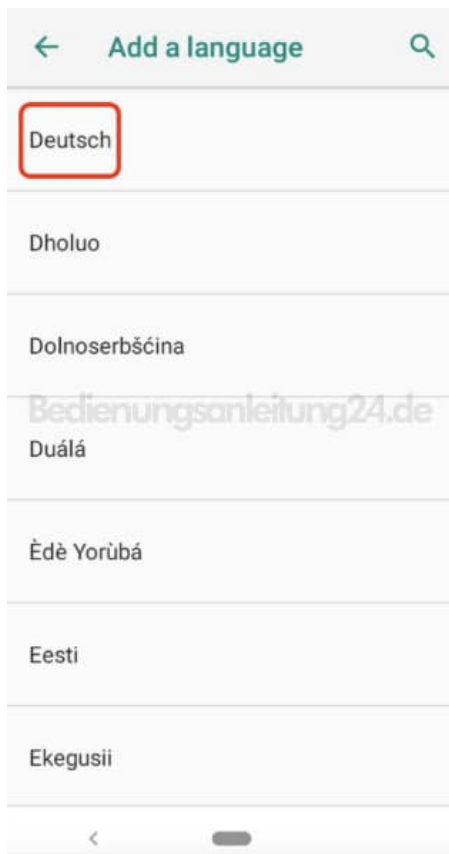 Add a language
Deutsch
Dholuo
Dolnoserbšćina
Bedienungsanleitung24.de
Duálá
Èdè Yorùbá
Eesti
Ekegusii